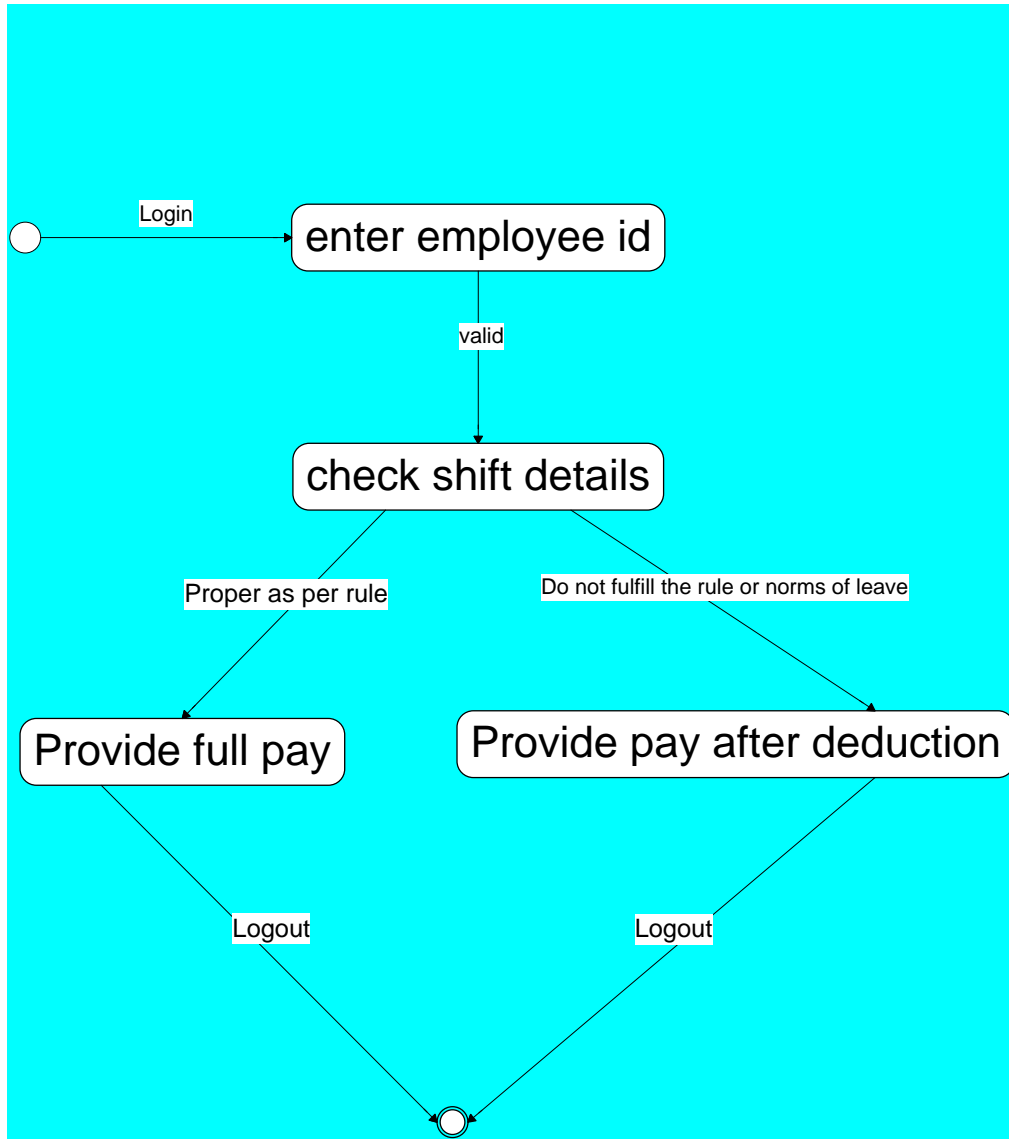 Login
enter employee id
valid
check shift details
Proper as per rule
Do not fulfill the rule or norms of leave
Provide full pay
Provide pay after deduction
Logout
Logout